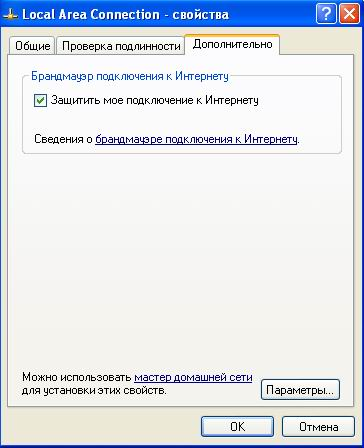 Local Area Connection - свойства
Общие Проверка подлинности Дополнительно
Брандмауэр подключения к Интернету
Защитить мое подключение к Интернету
Сведения о брандмауэре подключения к Интернету.
Можно использовать мастер домашней сети
для установки этих свойств.
Параметры...
OK Отмена